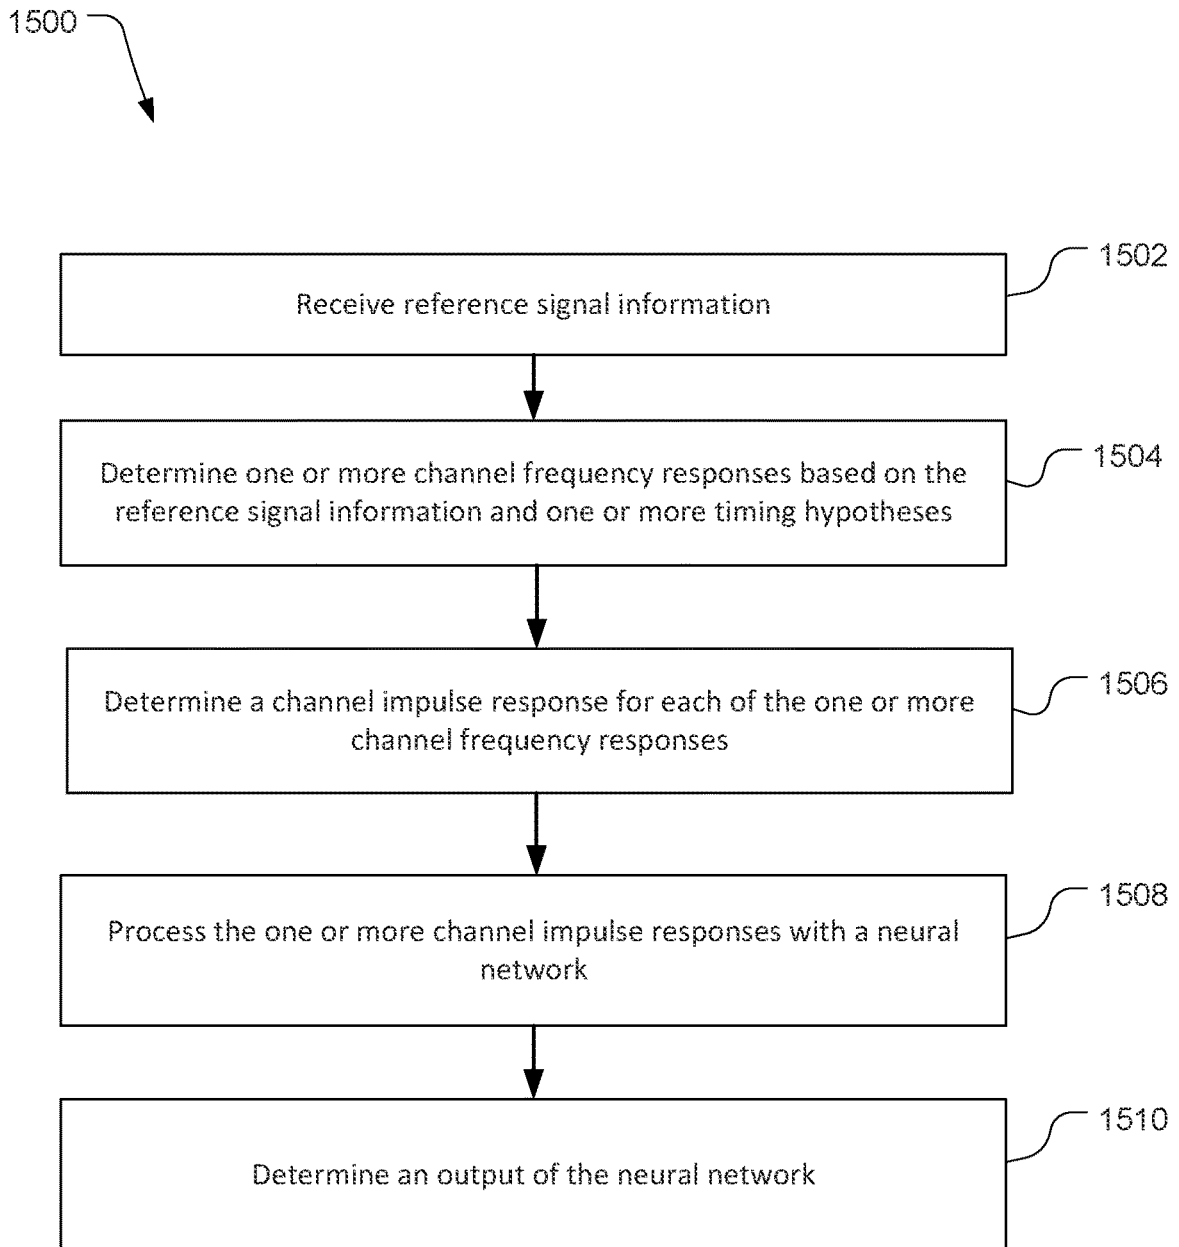 1500
1502
Receive reference signal information
1504
Determine one or more channel frequency responses based on the
reference signal information and one or more timing hypotheses
1506
Determine a channel impulse response for each of the one or more
channel frequency responses
1508
Process the one or more channel impulse responses with a neural
network
1510
Determine an output of the neural network